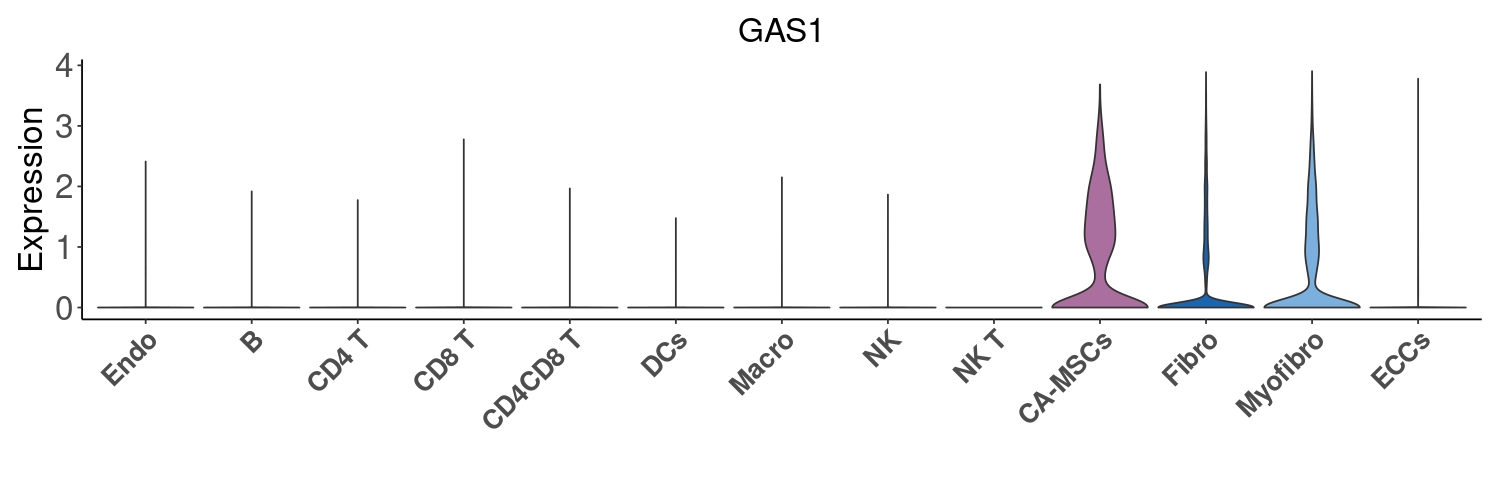 GAS1
Expression
4
3
2
1
0
Endo
B
CD4 T
CD8 T
CD4CD8 T
DCs
Macro
NK
NK T
CA-MSCs
Fibro
Myofibro
ECCs